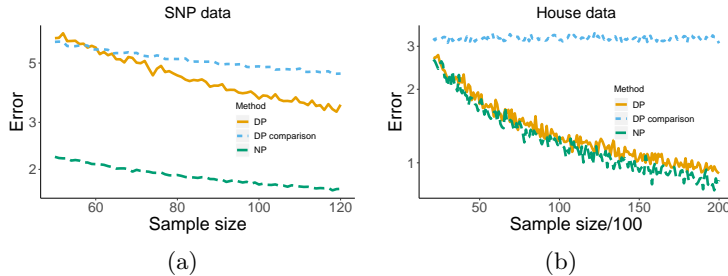 SNP data
Error
5
3
2
Method
DP
DP comparison
NP
60
80
100
120
Sample size
(a)
House data
Error
3
2
1
Method
DP
DP comparison
NP
50
100
150
200
Sample size/100
(b)